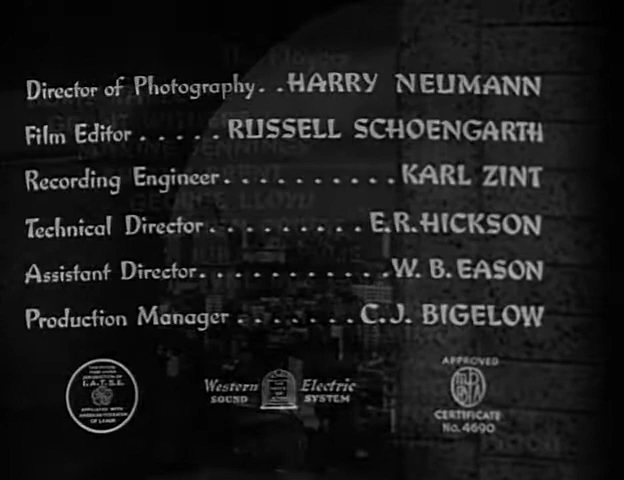 Director of Photography. . HARRY NEUMANN
Film Editor . . . . . RUSSELL SCHOENGARTH
Recording Engineer. . . . . . . . . . KARL ZINT
Technical Director . . . . . . . . . E.R. HICKSON
Assistant Director. . . . . . . . . . . W. B. EASON
Production Manager . . . . . . . C.J. BIGELOW
I.A.T.S.E.
Western Electric
SOUND SYSTEM
APPROVED
CERTIFICATE
No. 4690